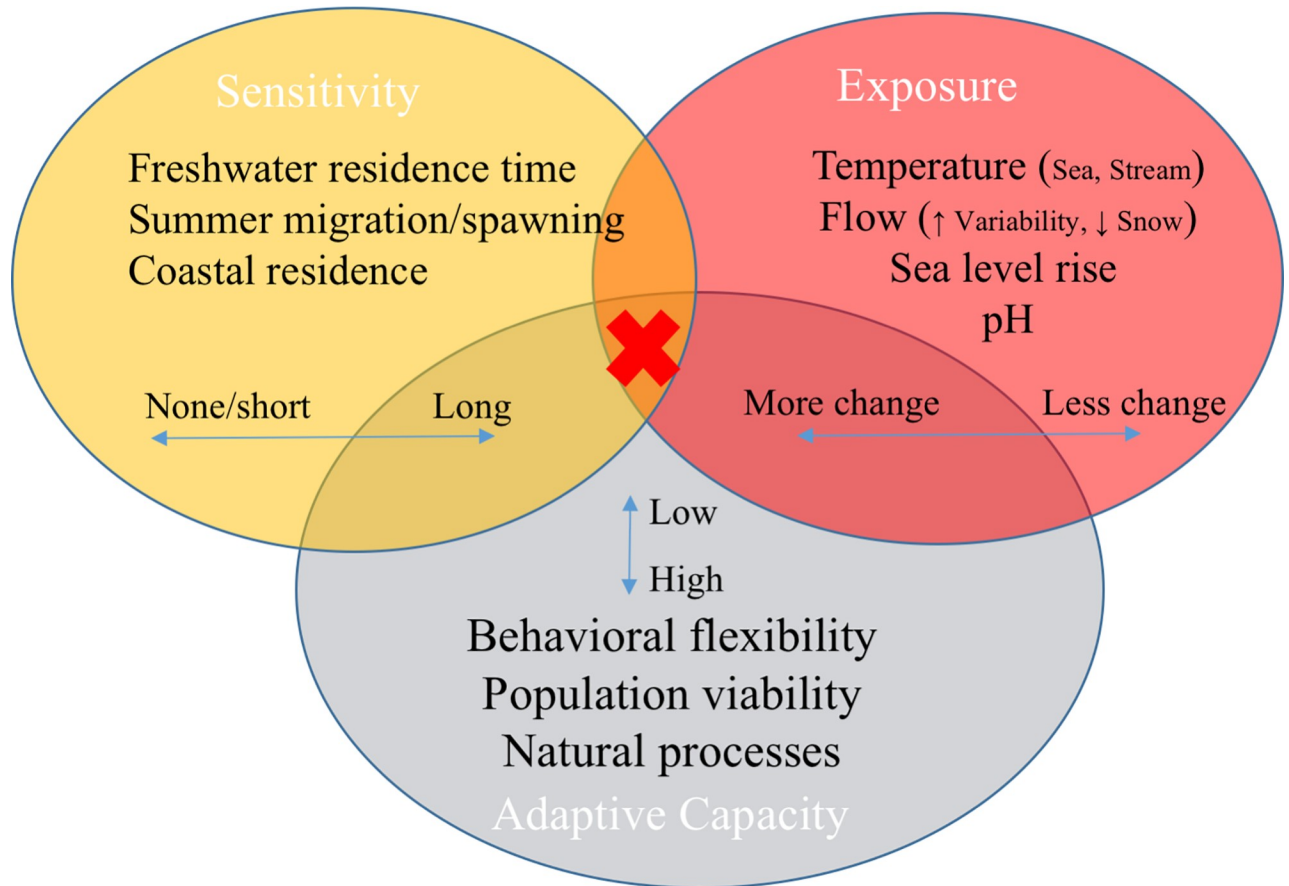 Sensitivity
Freshwater residence time
Summer migration/spawning
Coastal residence
None/short
Long
Exposure
Temperature (Sea, Stream)
Flow (↑ Variability, ↓ Snow)
Sea level rise
pH
More change
Less change
Low
High
Behavioral flexibility
Population viability
Natural processes
Adaptive Capacity